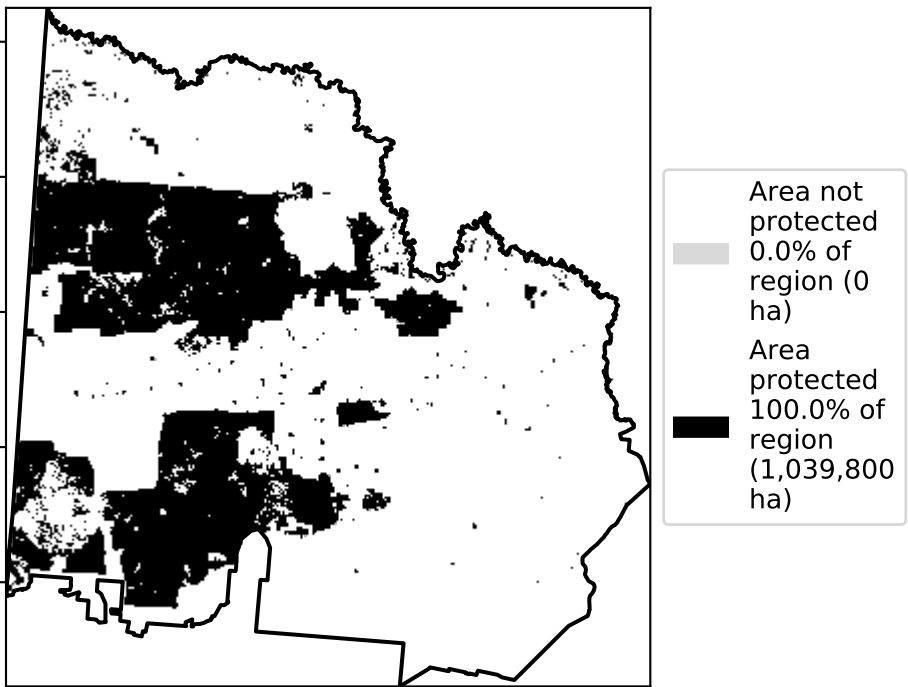 Area not
protected
0.0% of
region (0
ha)
Area
protected
100.0% of
region
(1,039,800
ha)